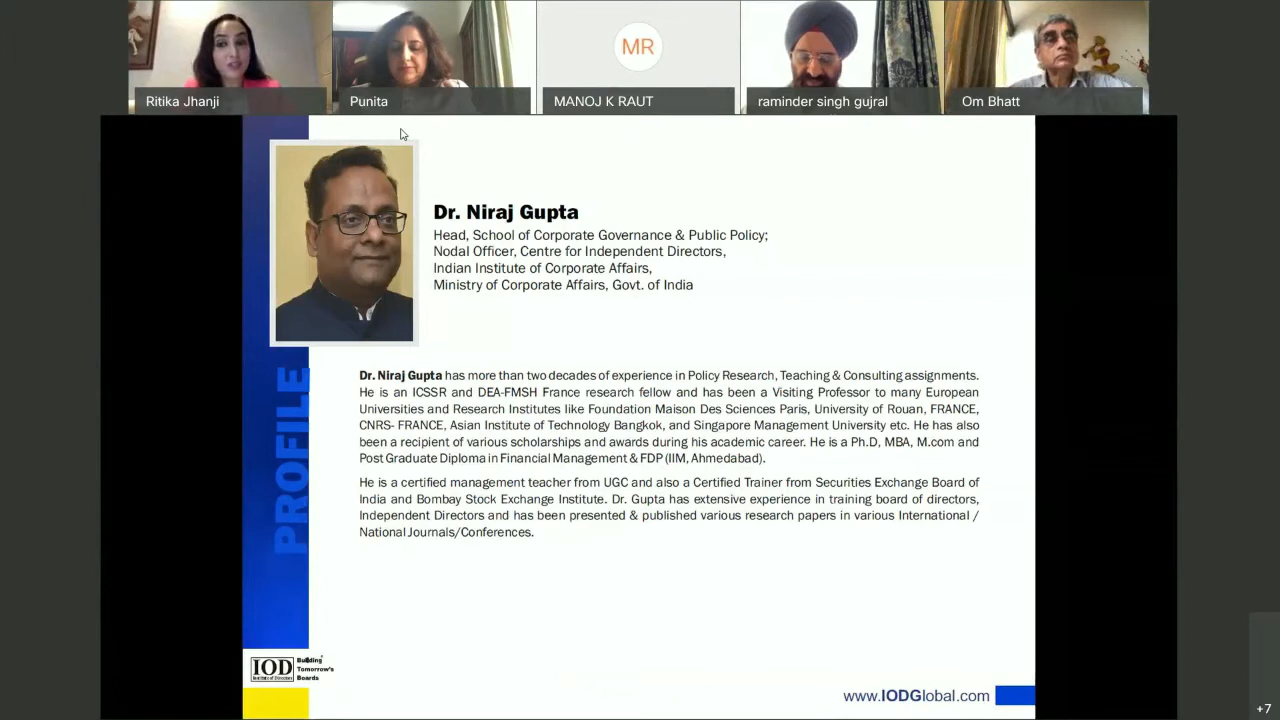 MR
Ritika Jhanji
Punita
MANOJ K RAUT
raminder singh gujral
Om Bhatt
Dr. Niraj Gupta
Head, School of Corporate Governance & Public Policy;
Nodal Officer, Centre for Independent Directors,
Indian Institute of Corporate Affairs,
Ministry of Corporate Affairs, Govt. of India
PROFILE
Dr. Niraj Gupta has more than two decades of experience in Policy Research, Teaching & Consulting assignments.
He is an ICSSR and DEA-FMSH France research fellow and has been a Visiting Professor to many European
Universities and Research Institutes like Foundation Maison Des Sciences Paris, University of Rouan, FRANCE,
CNRS- FRANCE, Asian Institute of Technology Bangkok, and Singapore Management University etc. He has also
been a recipient of various scholarships and awards during his academic career. He is a Ph.D, MBA, M.com and
Post Graduate Diploma in Financial Management & FDP (IIM, Ahmedabad).
He is a certified management teacher from UGC and also a Certified Trainer from Securities Exchange Board of
India and Bombay Stock Exchange Institute. Dr. Gupta has extensive experience in training board of directors,
Independent Directors and has been presented & published various research papers in various International /
National Journals/Conferences.
IOD
Institute of Directors
Building
Tomorrow's
Boards
www.IODGlobal.com
+7